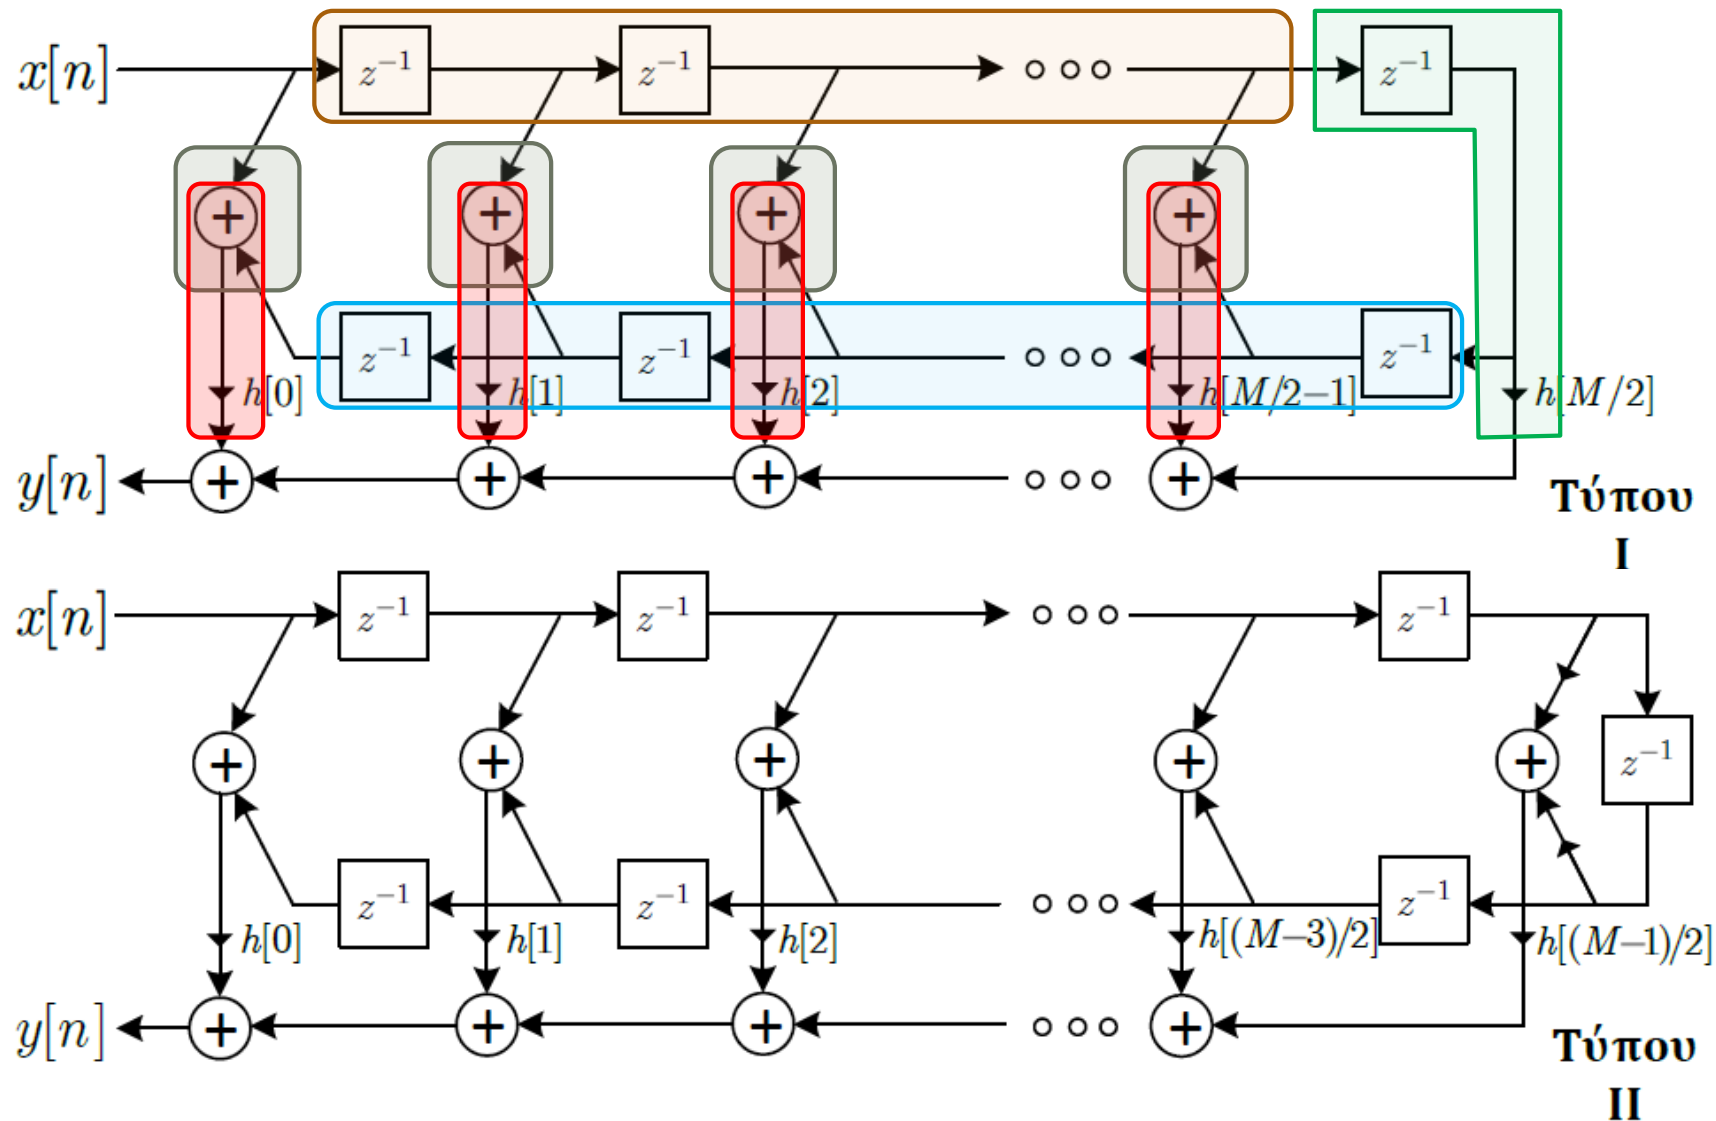 x[n] z⁻¹ z⁻¹ z⁻¹
+ + + +
z⁻¹ z⁻¹ z⁻¹
h[0] h[1] h[2] h[M/2−1] h[M/2]
y[n] + + + +
Τύπου
I
x[n] z⁻¹ z⁻¹ z⁻¹
+ + + + + z⁻¹
z⁻¹ z⁻¹ z⁻¹
h[0] h[1] h[2] h[(M−3)/2] h[(M−1)/2]
y[n] + + + +
Τύπου
II